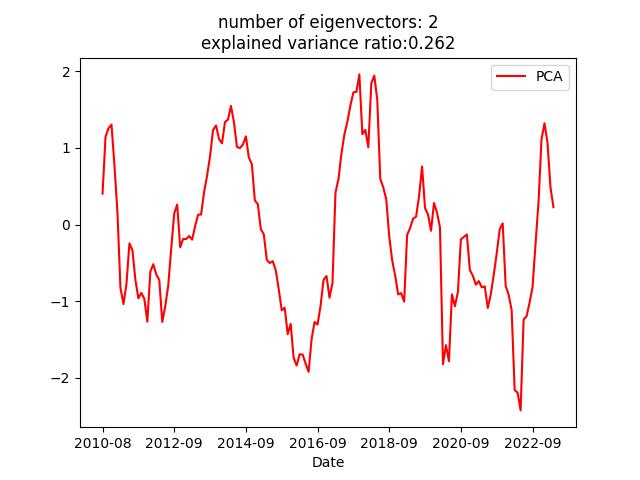 number of eigenvectors: 2
explained variance ratio:0.262
PCA
2
1
0
−1
−2
2010-08 2012-09 2014-09 2016-09 2018-09 2020-09 2022-09
Date